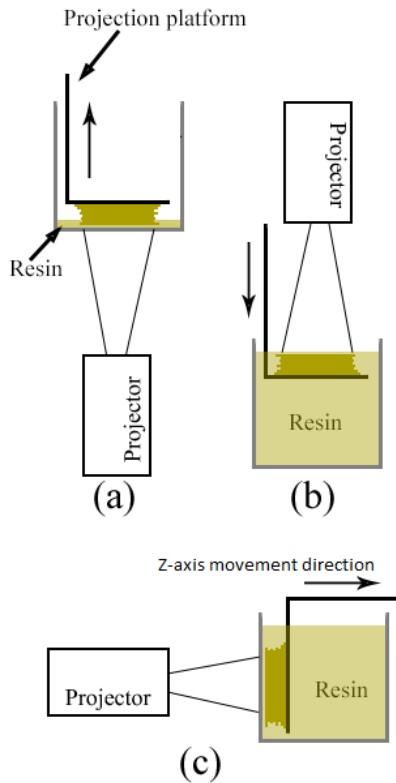 Projection platform
Projector
Resin
Projector
Resin
(a)
(b)
Z-axis movement direction
Projector
Resin
(c)